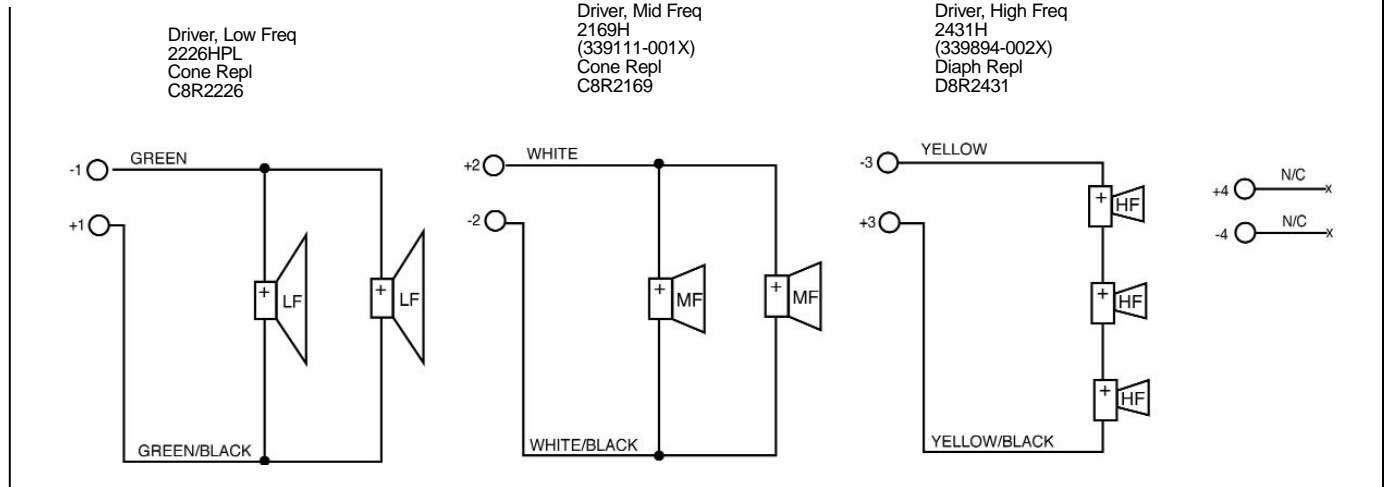 Driver, Low Freq
2226HPL
Cone Repl
C8R2226
Driver, Mid Freq
2169H
(339111-001X)
Cone Repl
C8R2169
Driver, High Freq
2431H
(339894-002X)
Diaph Repl
D8R2431
-1
GREEN
+1
+
LF
+
LF
GREEN/BLACK
+2
WHITE
-2
+
MF
+
MF
WHITE/BLACK
-3
YELLOW
+3
+
HF
+
HF
+
HF
YELLOW/BLACK
+4
N/C
x
-4
N/C
x